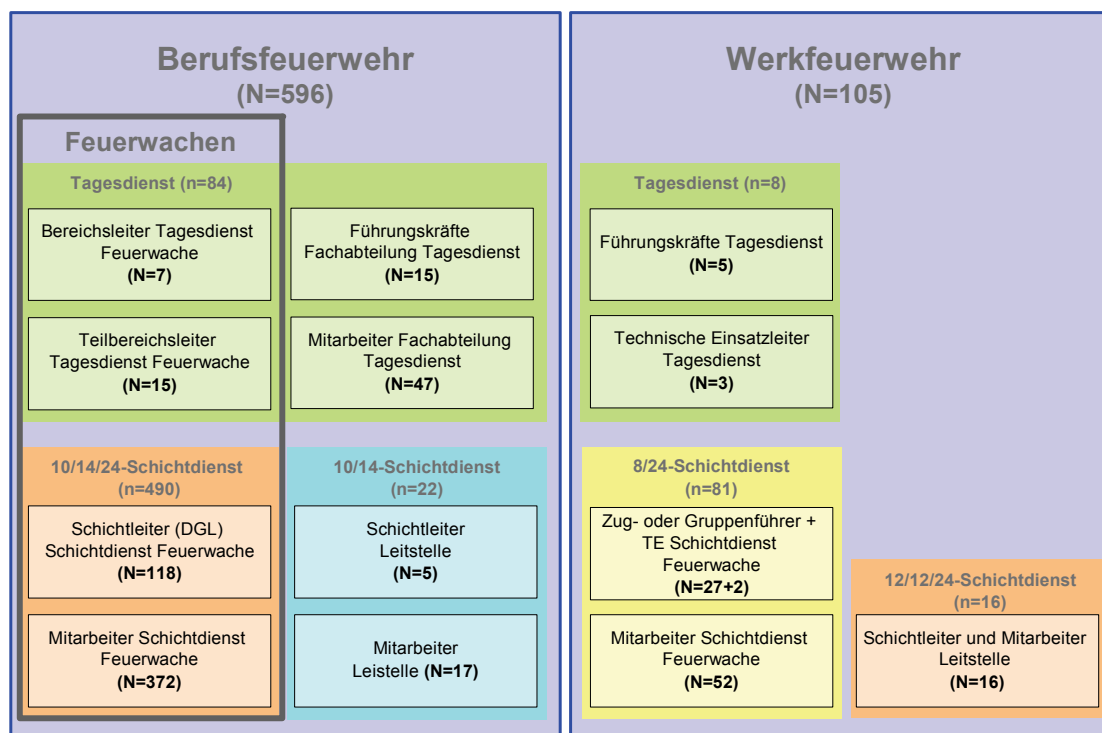 Berufsfeuerwehr
(N=596)
Feuerwachen
Tagesdienst (n=84)
Bereichsleiter Tagesdienst
Feuerwache
(N=7)
Führungskräfte
Fachabteilung Tagesdienst
(N=15)
Teilbereichsleiter
Tagesdienst Feuerwache
(N=15)
Mitarbeiter Fachabteilung
Tagesdienst
(N=47)
10/14/24-Schichtdienst
(n=490)
Schichtleiter (DGL)
Schichtdienst Feuerwache
(N=118)
Mitarbeiter Schichtdienst
Feuerwache
(N=372)
10/14-Schichtdienst
(n=22)
Schichtleiter
Leitstelle
(N=5)
Mitarbeiter
Leistelle (N=17)
Werkfeuerwehr
(N=105)
Tagesdienst (n=8)
Führungskräfte Tagesdienst
(N=5)
Technische Einsatzleiter
Tagesdienst
(N=3)
8/24-Schichtdienst
(n=81)
Zug- oder Gruppenführer +
TE Schichtdienst
Feuerwache
(N=27+2)
Mitarbeiter Schichtdienst
Feuerwache
(N=52)
12/12/24-Schichtdienst
(n=16)
Schichtleiter und Mitarbeiter
Leitstelle
(N=16)